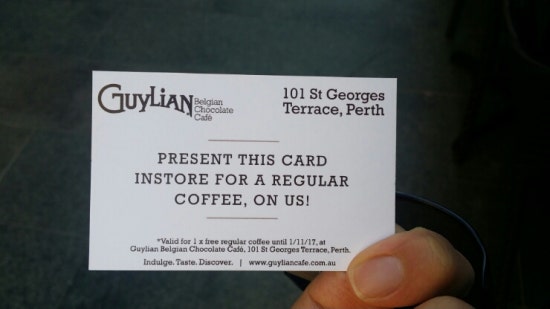 GUYLIAN Belgian
Chocolate
Café
101 St Georges
Terrace, Perth
PRESENT THIS CARD
INSTORE FOR A REGULAR
COFFEE, ON US!
*Valid for 1 x free regular coffee until 1/11/17, at
Guylian Belgian Chocolate Café, 101 St Georges Terrace, Perth.
Indulge. Taste. Discover. | www.guyliancafe.com.au